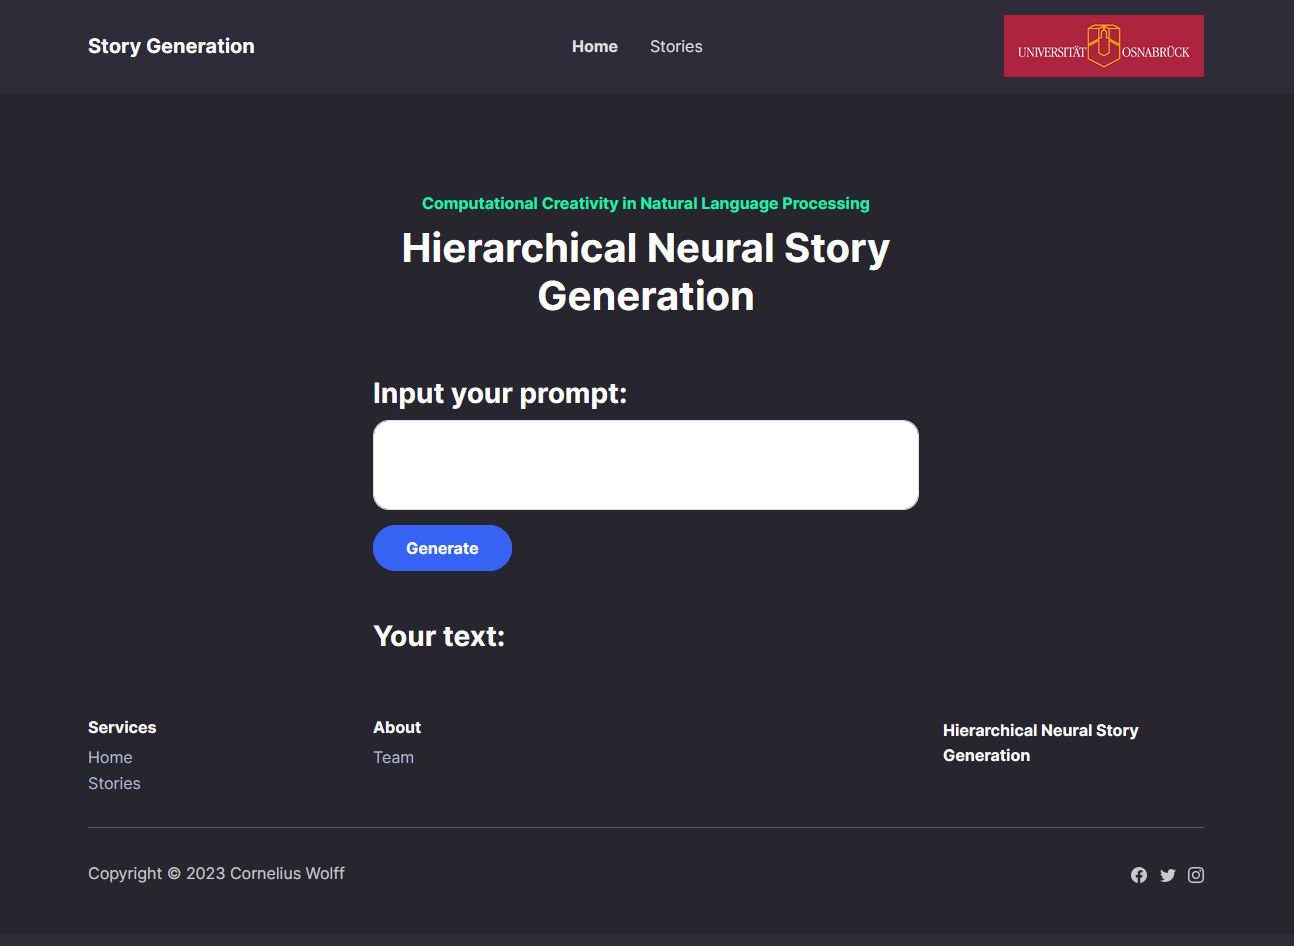 Story Generation
Home
Stories
UNIVERSITÄT OSNABRÜCK
Computational Creativity in Natural Language Processing
Hierarchical Neural Story
Generation
Input your prompt:
Generate
Your text:
Services
Home
Stories
About
Team
Hierarchical Neural Story
Generation
Copyright © 2023 Cornelius Wolff